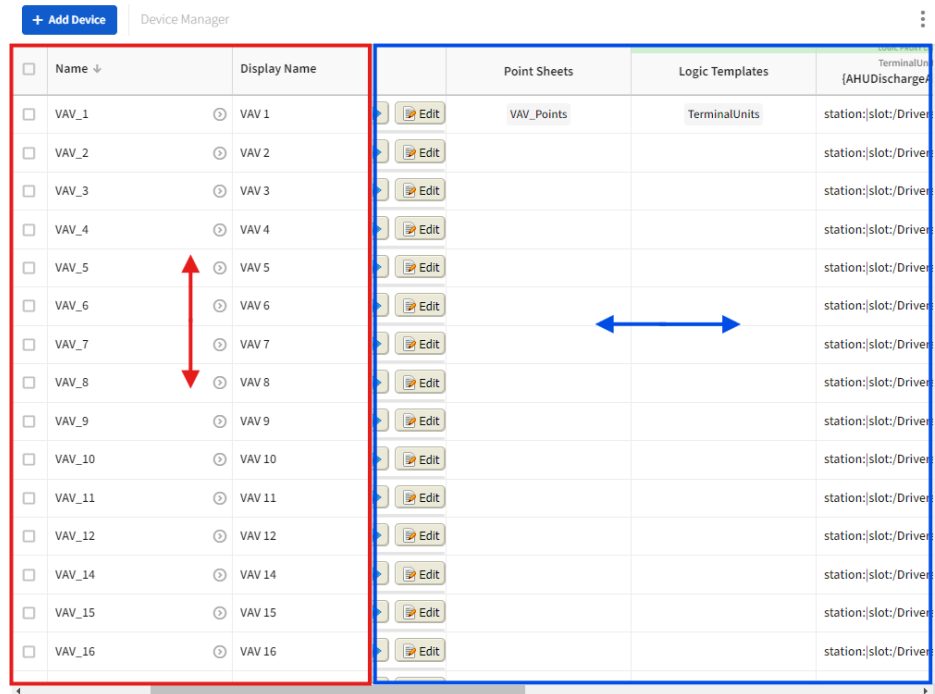 + Add Device Device Manager
Name Display Name Point Sheets Logic Templates TerminalUn
{AHUDischargeA
VAV_1 VAV 1 Edit VAV_Points TerminalUnits station:|slot:/Driver
VAV_2 VAV 2 Edit station:|slot:/Driver
VAV_3 VAV 3 Edit station:|slot:/Driver
VAV_4 VAV 4 Edit station:|slot:/Driver
VAV_5 VAV 5 Edit station:|slot:/Driver
VAV_6 VAV 6 Edit station:|slot:/Driver
VAV_7 VAV 7 Edit station:|slot:/Driver
VAV_8 VAV 8 Edit station:|slot:/Driver
VAV_9 VAV 9 Edit station:|slot:/Driver
VAV_10 VAV 10 Edit station:|slot:/Driver
VAV_11 VAV 11 Edit station:|slot:/Driver
VAV_12 VAV 12 Edit station:|slot:/Driver
VAV_14 VAV 14 Edit station:|slot:/Driver
VAV_15 VAV 15 Edit station:|slot:/Driver
VAV_16 VAV 16 Edit station:|slot:/Driver